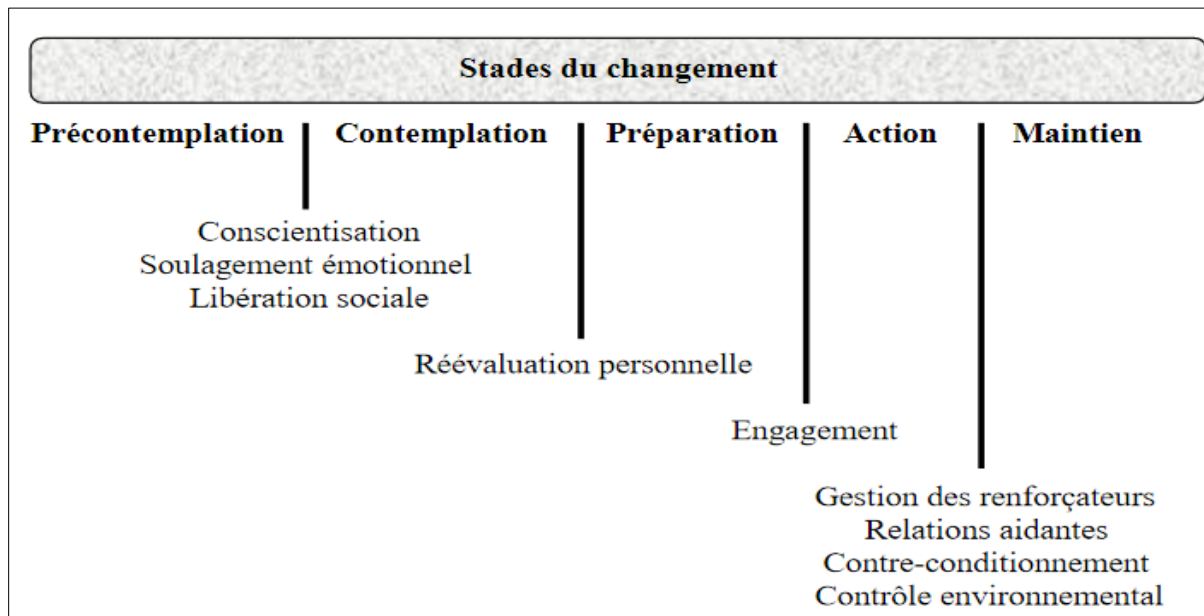 Stades du changement
Précontemplation Contemplation Préparation Action Maintien
Conscientisation
Soulagement émotionnel
Libération sociale
Réévaluation personnelle
Engagement
Gestion des renforçateurs
Relations aidantes
Contre-conditionnement
Contrôle environnemental